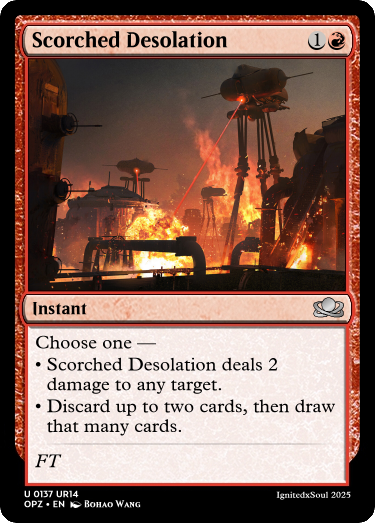 Scorched Desolation 1
Instant
Choose one —
• Scorched Desolation deals 2
damage to any target.
• Discard up to two cards, then draw
that many cards.
FT
U 0137 UR14
OPZ • EN Bohao Wang
IgnitedxSoul 2025